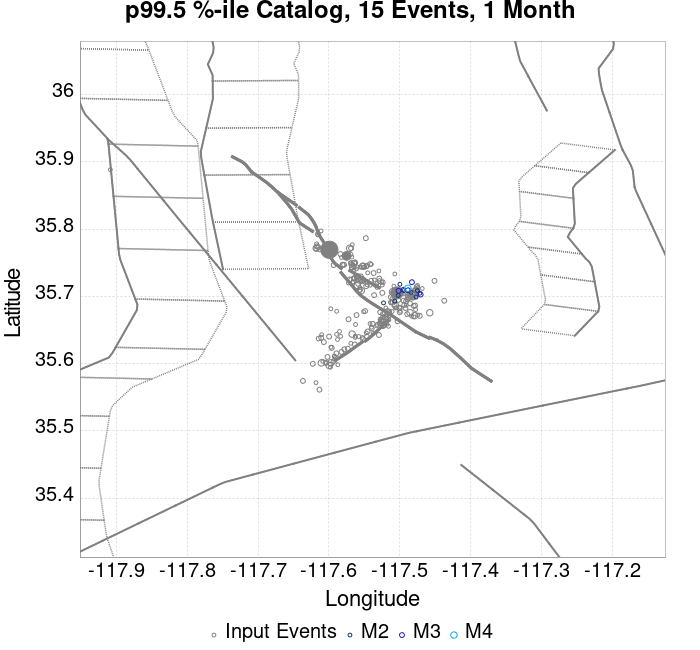 p99.5 %-ile Catalog, 15 Events, 1 Month
36
35.9
35.8
35.7
35.6
35.5
35.4
Latitude
-117.9 -117.8 -117.7 -117.6 -117.5 -117.4 -117.3 -117.2
Longitude
Input Events M2 M3 M4